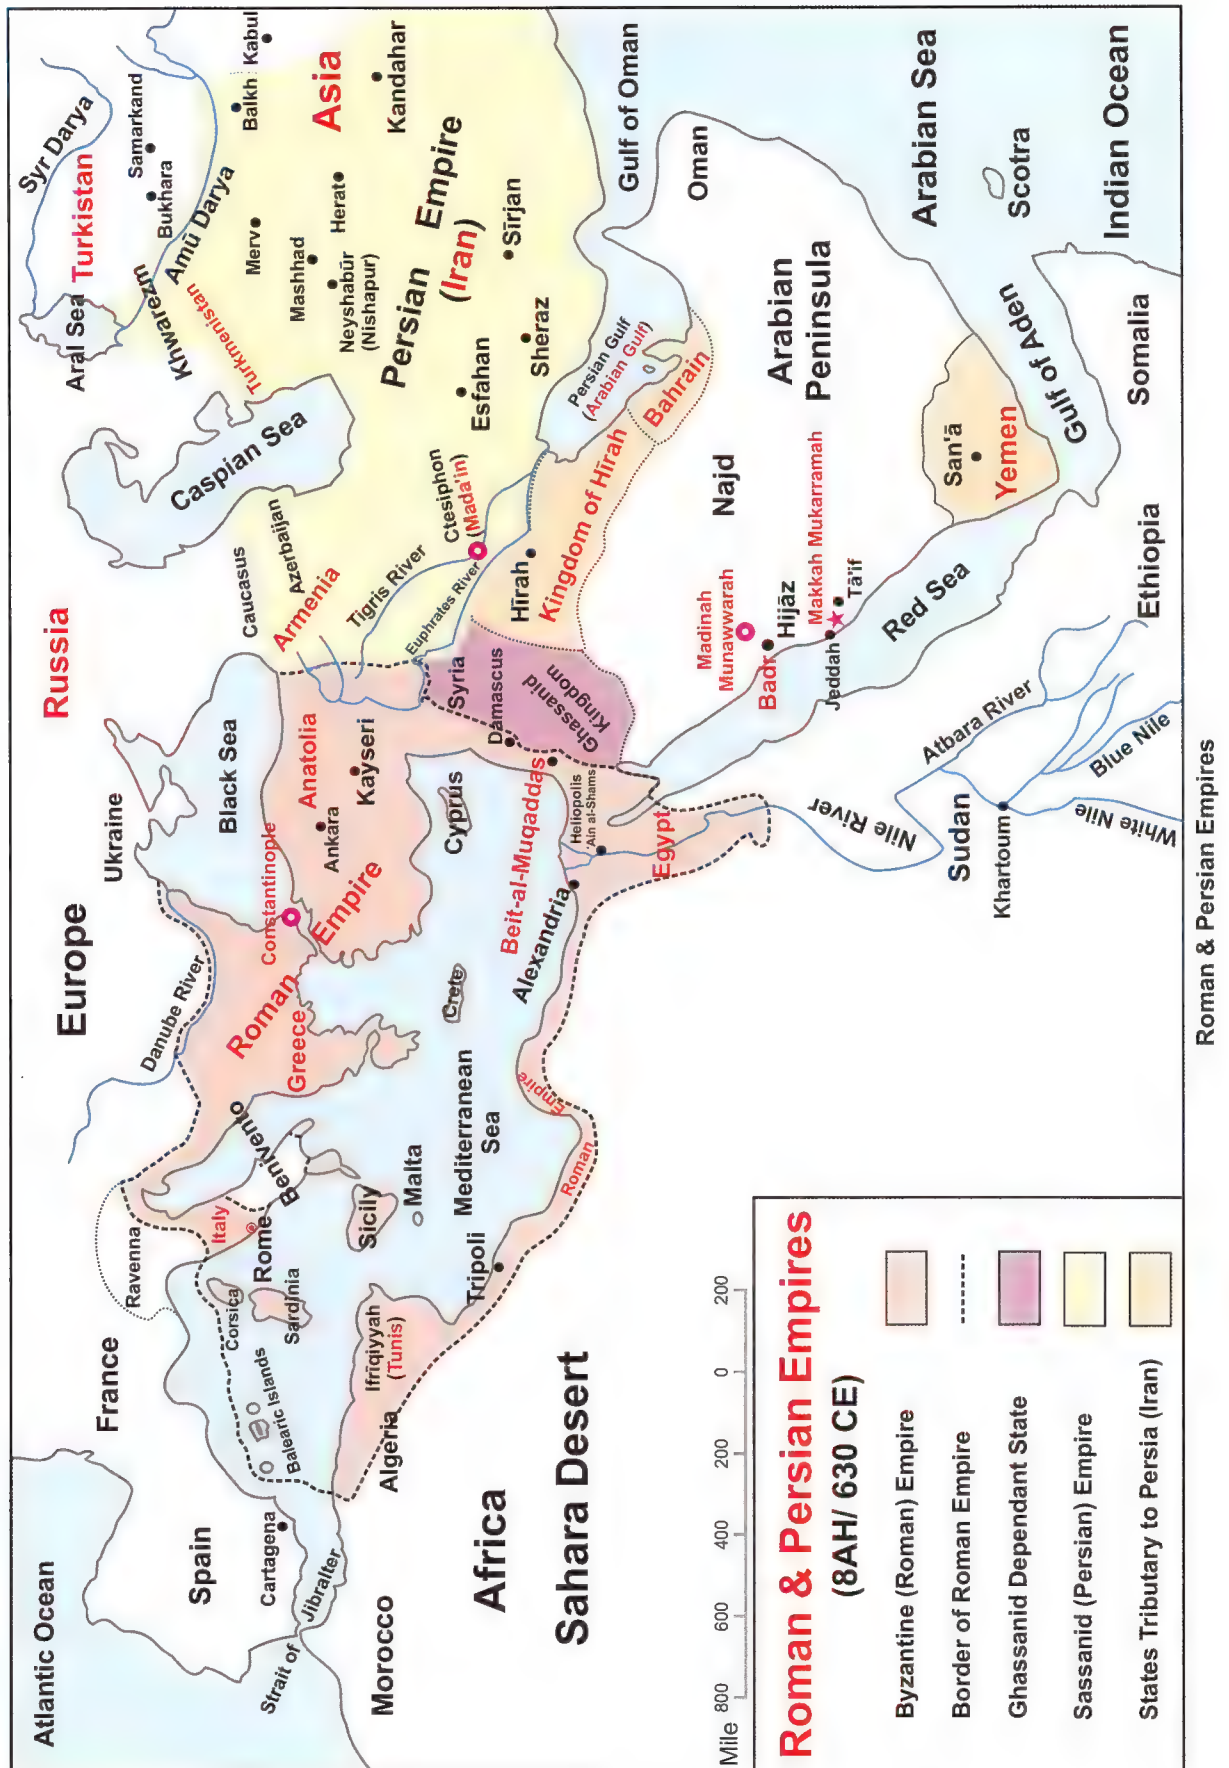 Atlantic Ocean
Europe
Russia
France
Ukraine
Spain
Cartagena
Strait of
Jibralter
Morocco
Ravenna
Danube River
Black Sea
Caucasus
Azerbaijan
Armenia
Caspian Sea
Aral Sea
Turkistan
Syr Darya
Samarkand
Bukhara
Khwarezm
Amū Darya
Turkmenistan
Merv
Balkh
Kabul
Mashhad
Herat
Neyshabūr
(Nishapur)
Asia
Kandahar
Persian Empire
(Iran)
Esfahan
Sheraz
Sīrjan
Balearic Islands
Corsica
Sardinia
Italy
Rome
Benivento
Sicily
Malta
Roman
Empire
Greece
Constantinople
Anatolia
Ankara
Kayseri
Cyprus
Crete
Mediterranean
Sea
Tigris River
Euphrates River
Ctesiphon
(Mada'in)
Algeria
Ifrīqiyyah
(Tunis)
Tripoli
Roman
Empire
Africa
Sahara Desert
Alexandria
Beit-al-Muqaddas
Heliopolis
'Ain al-Shams
Egypt
Syria
Damascus
Ghassanid
Kingdom
Hīrah
Kingdom of Hīrah
Persian Gulf
(Arabian Gulf)
Bahrain
Gulf of Oman
Oman
Najd
Arabian
Peninsula
Madinah
Munawwarah
Badr
Hijāz
Makkah Mukarramah
Jeddah
Tā'if
Red Sea
San'ā
Yemen
Gulf of Aden
Arabian Sea
Scotra
Indian Ocean
Somalia
Ethiopia
Nile River
Sudan
Khartoum
Atbara River
Blue Nile
White Nile
Mile 800 600 400 200 0 200
Roman & Persian Empires
(8AH/ 630 CE)
Byzantine (Roman) Empire
Border of Roman Empire
Ghassanid Dependant State
Sassanid (Persian) Empire
States Tributary to Persia (Iran)
Roman & Persian Empires